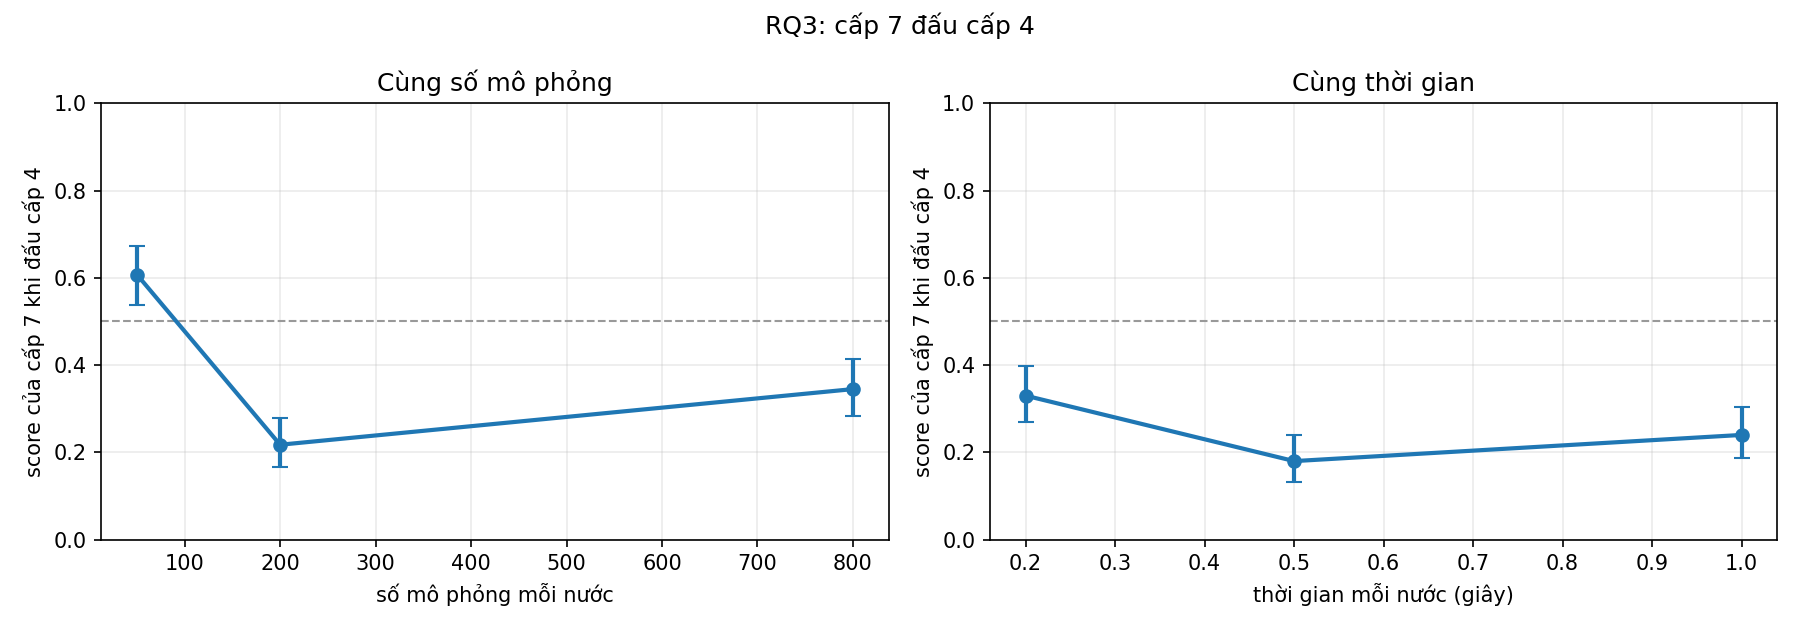 RQ3: cấp 7 đấu cấp 4
Cùng số mô phỏng
score của cấp 7 khi đấu cấp 4
1.0
0.8
0.6
0.4
0.2
0.0
100 200 300 400 500 600 700 800
số mô phỏng mỗi nước
Cùng thời gian
score của cấp 7 khi đấu cấp 4
1.0
0.8
0.6
0.4
0.2
0.0
0.2 0.3 0.4 0.5 0.6 0.7 0.8 0.9 1.0
thời gian mỗi nước (giây)